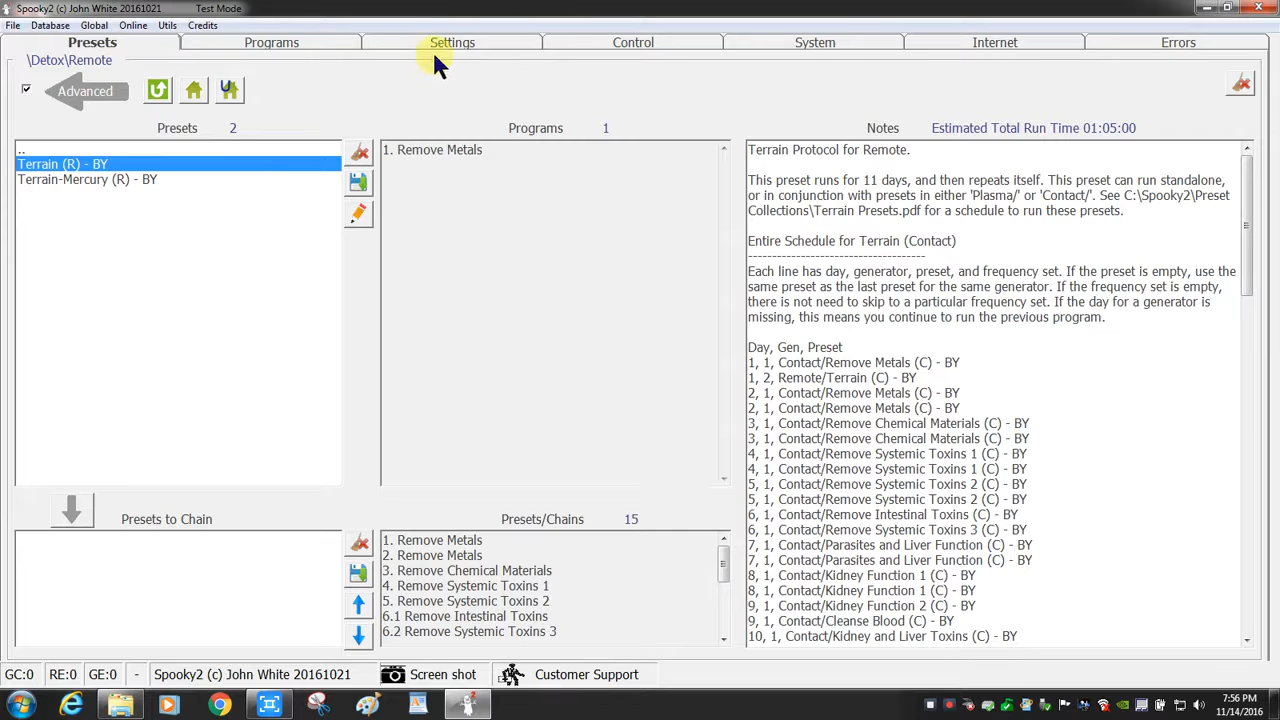 Spooky2 (c) John White 20161021 Test Mode
File Database Global Online Utils Credits
Presets Programs Settings Control System Internet Errors
\Detox\Remote
Advanced
Presets 2
..
Terrain (R) - BY
Terrain-Mercury (R) - BY
Programs 1
1. Remove Metals
Notes Estimated Total Run Time 01:05:00
Terrain Protocol for Remote.
This preset runs for 11 days, and then repeats itself. This preset can run standalone,
or in conjunction with presets in either 'Plasma/' or 'Contact/'. See C:\Spooky2\Preset
Collections\Terrain Presets.pdf for a schedule to run these presets.
Entire Schedule for Terrain (Contact)
-----------------------------------
Each line has day, generator, preset, and frequency set. If the preset is empty, use the
same preset as the last preset for the same generator. If the frequency set is empty,
there is not need to skip to a particular frequency set. If the day for a generator is
missing, this means you continue to run the previous program.
Day, Gen, Preset
1, 1, Contact/Remove Metals (C) - BY
1, 2, Remote/Terrain (C) - BY
2, 1, Contact/Remove Metals (C) - BY
2, 1, Contact/Remove Metals (C) - BY
3, 1, Contact/Remove Chemical Materials (C) - BY
3, 1, Contact/Remove Chemical Materials (C) - BY
4, 1, Contact/Remove Systemic Toxins 1 (C) - BY
4, 1, Contact/Remove Systemic Toxins 1 (C) - BY
5, 1, Contact/Remove Systemic Toxins 2 (C) - BY
5, 1, Contact/Remove Systemic Toxins 2 (C) - BY
6, 1, Contact/Remove Intestinal Toxins (C) - BY
6, 1, Contact/Remove Systemic Toxins 3 (C) - BY
7, 1, Contact/Parasites and Liver Function (C) - BY
7, 1, Contact/Parasites and Liver Function (C) - BY
8, 1, Contact/Kidney Function 1 (C) - BY
8, 1, Contact/Kidney Function 1 (C) - BY
9, 1, Contact/Kidney Function 2 (C) - BY
9, 1, Contact/Cleanse Blood (C) - BY
10, 1, Contact/Kidney and Liver Toxins (C) - BY
Presets to Chain
Presets/Chains 15
1. Remove Metals
2. Remove Metals
3. Remove Chemical Materials
4. Remove Systemic Toxins 1
5. Remove Systemic Toxins 2
6.1 Remove Intestinal Toxins
6.2 Remove Systemic Toxins 3
GC:0 RE:0 GE:0 - Spooky2 (c) John White 20161021 Screen shot Customer Support
7:56 PM
11/14/2016